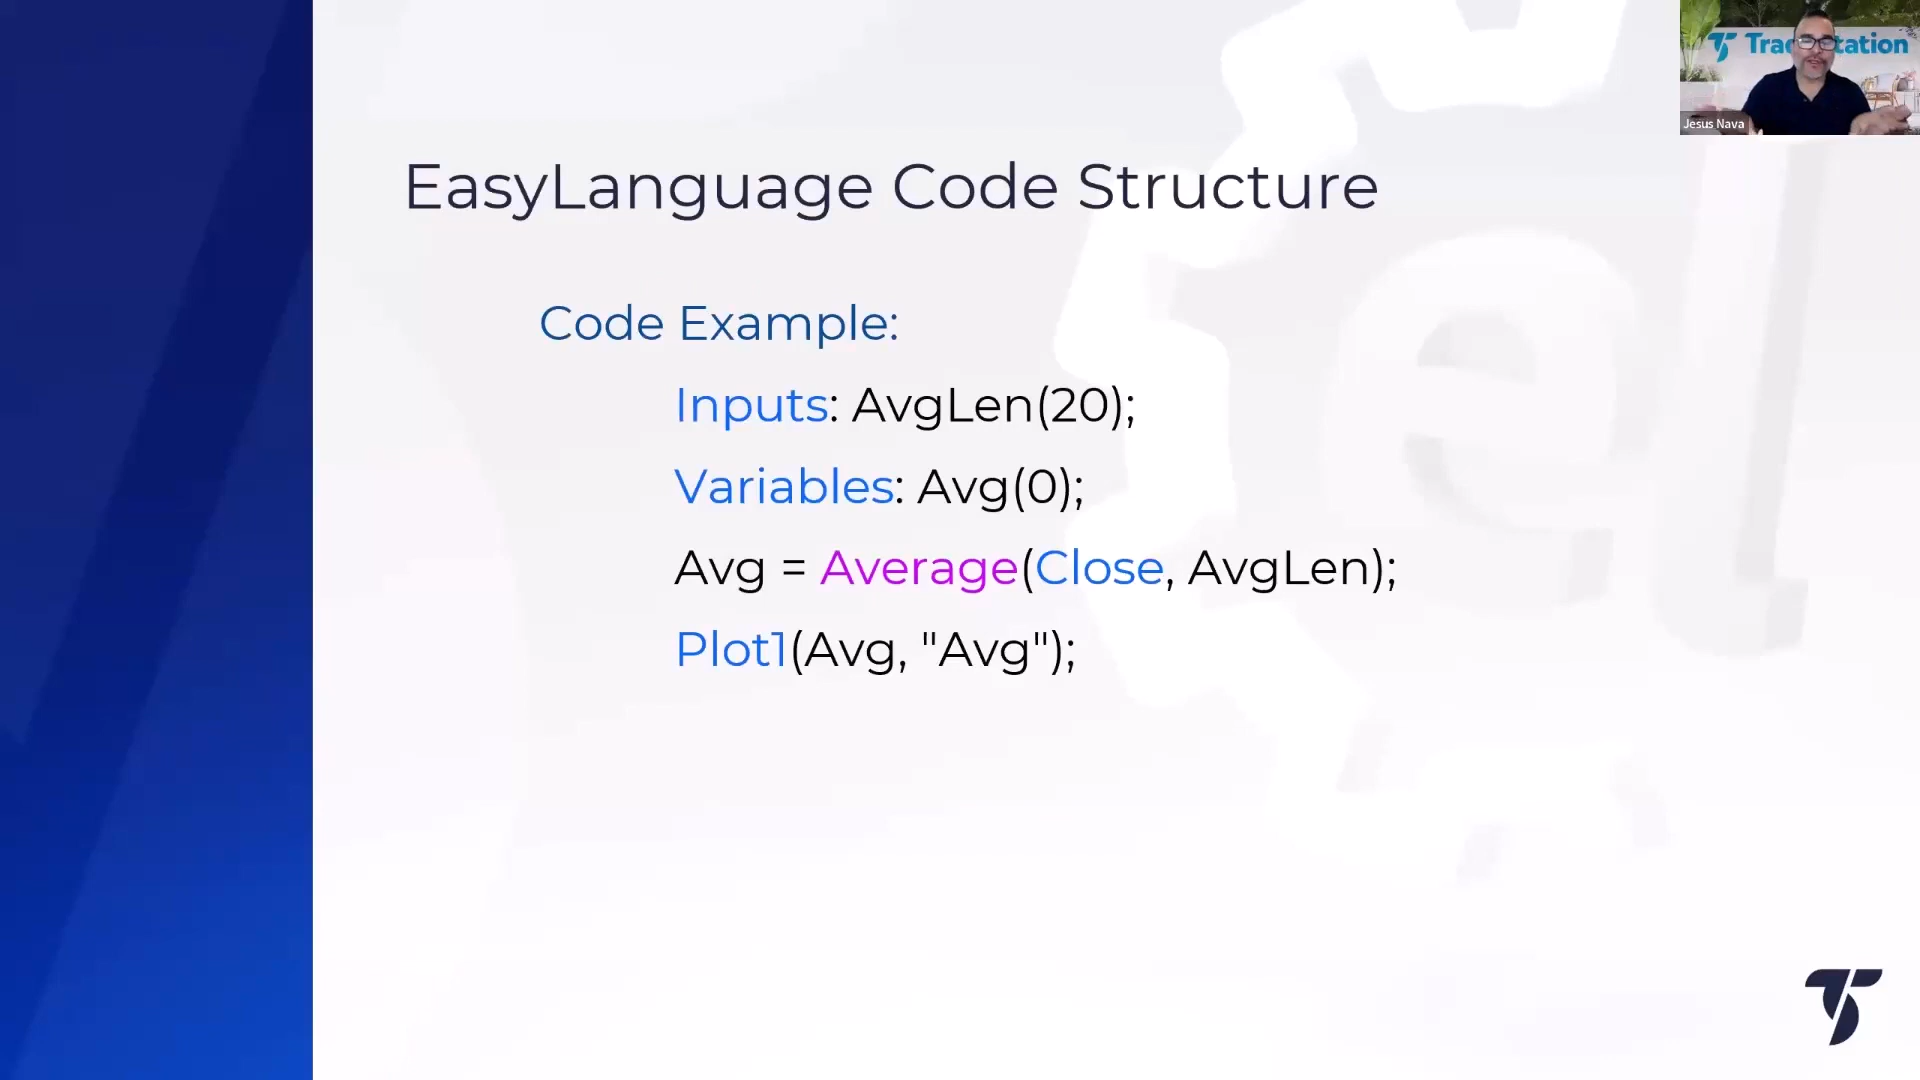 EasyLanguage Code Structure
Code Example:
Inputs: AvgLen(20);
Variables: Avg(0);
Avg = Average(Close, AvgLen);
Plot1(Avg, "Avg");
Jesus Nava